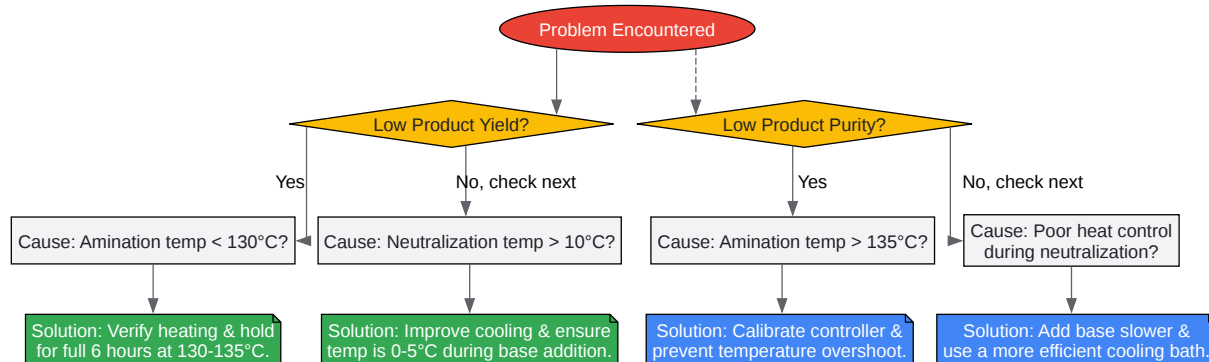 Problem Encountered
Low Product Yield?
Low Product Purity?
Yes
No, check next
Yes
No, check next
Cause: Amination temp < 130°C?
Cause: Neutralization temp > 10°C?
Cause: Amination temp > 135°C?
Cause: Poor heat control
during neutralization?
Solution: Verify heating & hold
for full 6 hours at 130-135°C.
Solution: Improve cooling & ensure
temp is 0-5°C during base addition.
Solution: Calibrate controller &
prevent temperature overshoot.
Solution: Add base slower &
use a more efficient cooling bath.